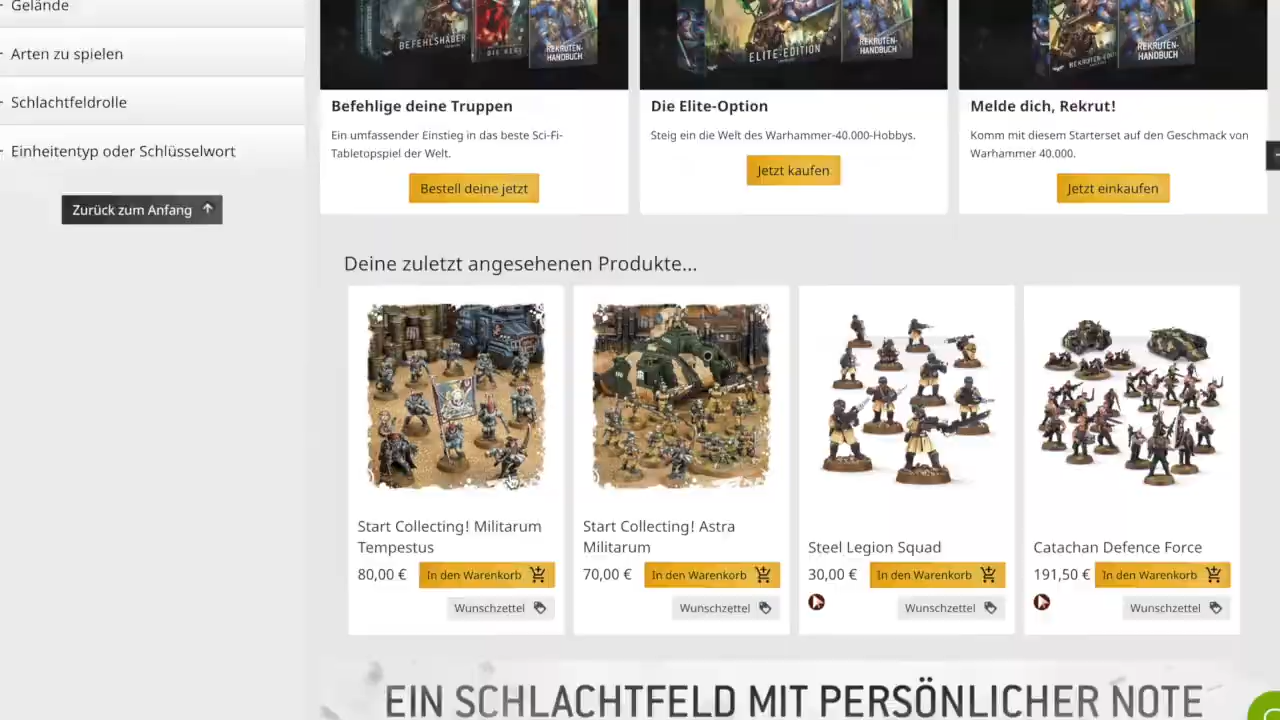 Gelände
Arten zu spielen
Schlachtfeldrolle
Einheitentyp oder Schlüsselwort
Zurück zum Anfang
BEFEHLSHABER
REKRUTEN-
HANDBUCH
ELITE-EDITION
REKRUTEN-
HANDBUCH
REKRUTEN-
HANDBUCH
Befehlige deine Truppen
Ein umfassender Einstieg in das beste Sci-Fi-
Tabletopspiel der Welt.
Bestell deine jetzt
Die Elite-Option
Steig ein die Welt des Warhammer-40.000-Hobbys.
Jetzt kaufen
Melde dich, Rekrut!
Komm mit diesem Starterset auf den Geschmack von
Warhammer 40.000.
Jetzt einkaufen
Deine zuletzt angesehenen Produkte...
Start Collecting! Militarum
Tempestus
80,00 €
In den Warenkorb
Wunschzettel
Start Collecting! Astra
Militarum
70,00 €
In den Warenkorb
Wunschzettel
Steel Legion Squad
30,00 €
In den Warenkorb
Wunschzettel
Catachan Defence Force
191,50 €
In den Warenkorb
Wunschzettel
EIN SCHLACHTFELD MIT PERSÖNLICHER NOTE